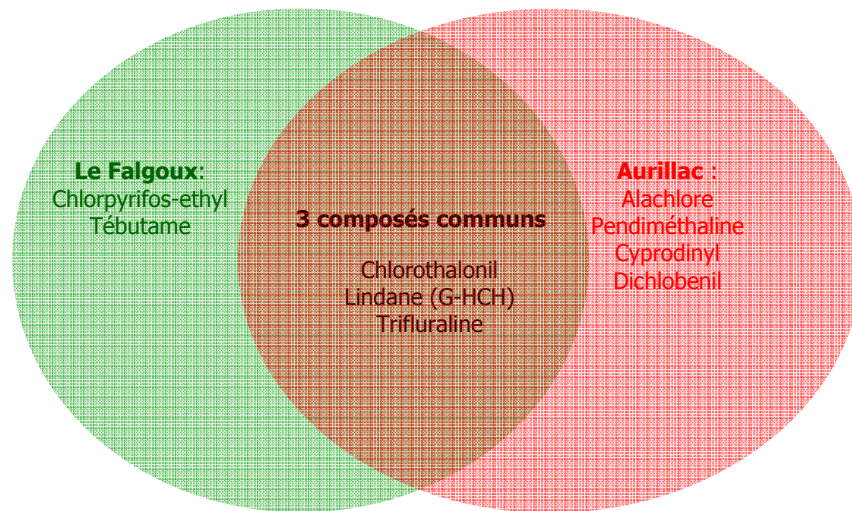 Le Falgoux:
Chlorpyrifos-ethyl
Tébutame
3 composés communs
Chlorothalonil
Lindane (G-HCH)
Trifluraline
Aurillac :
Alachlore
Pendiméthaline
Cyprodinyl
Dichlobenil